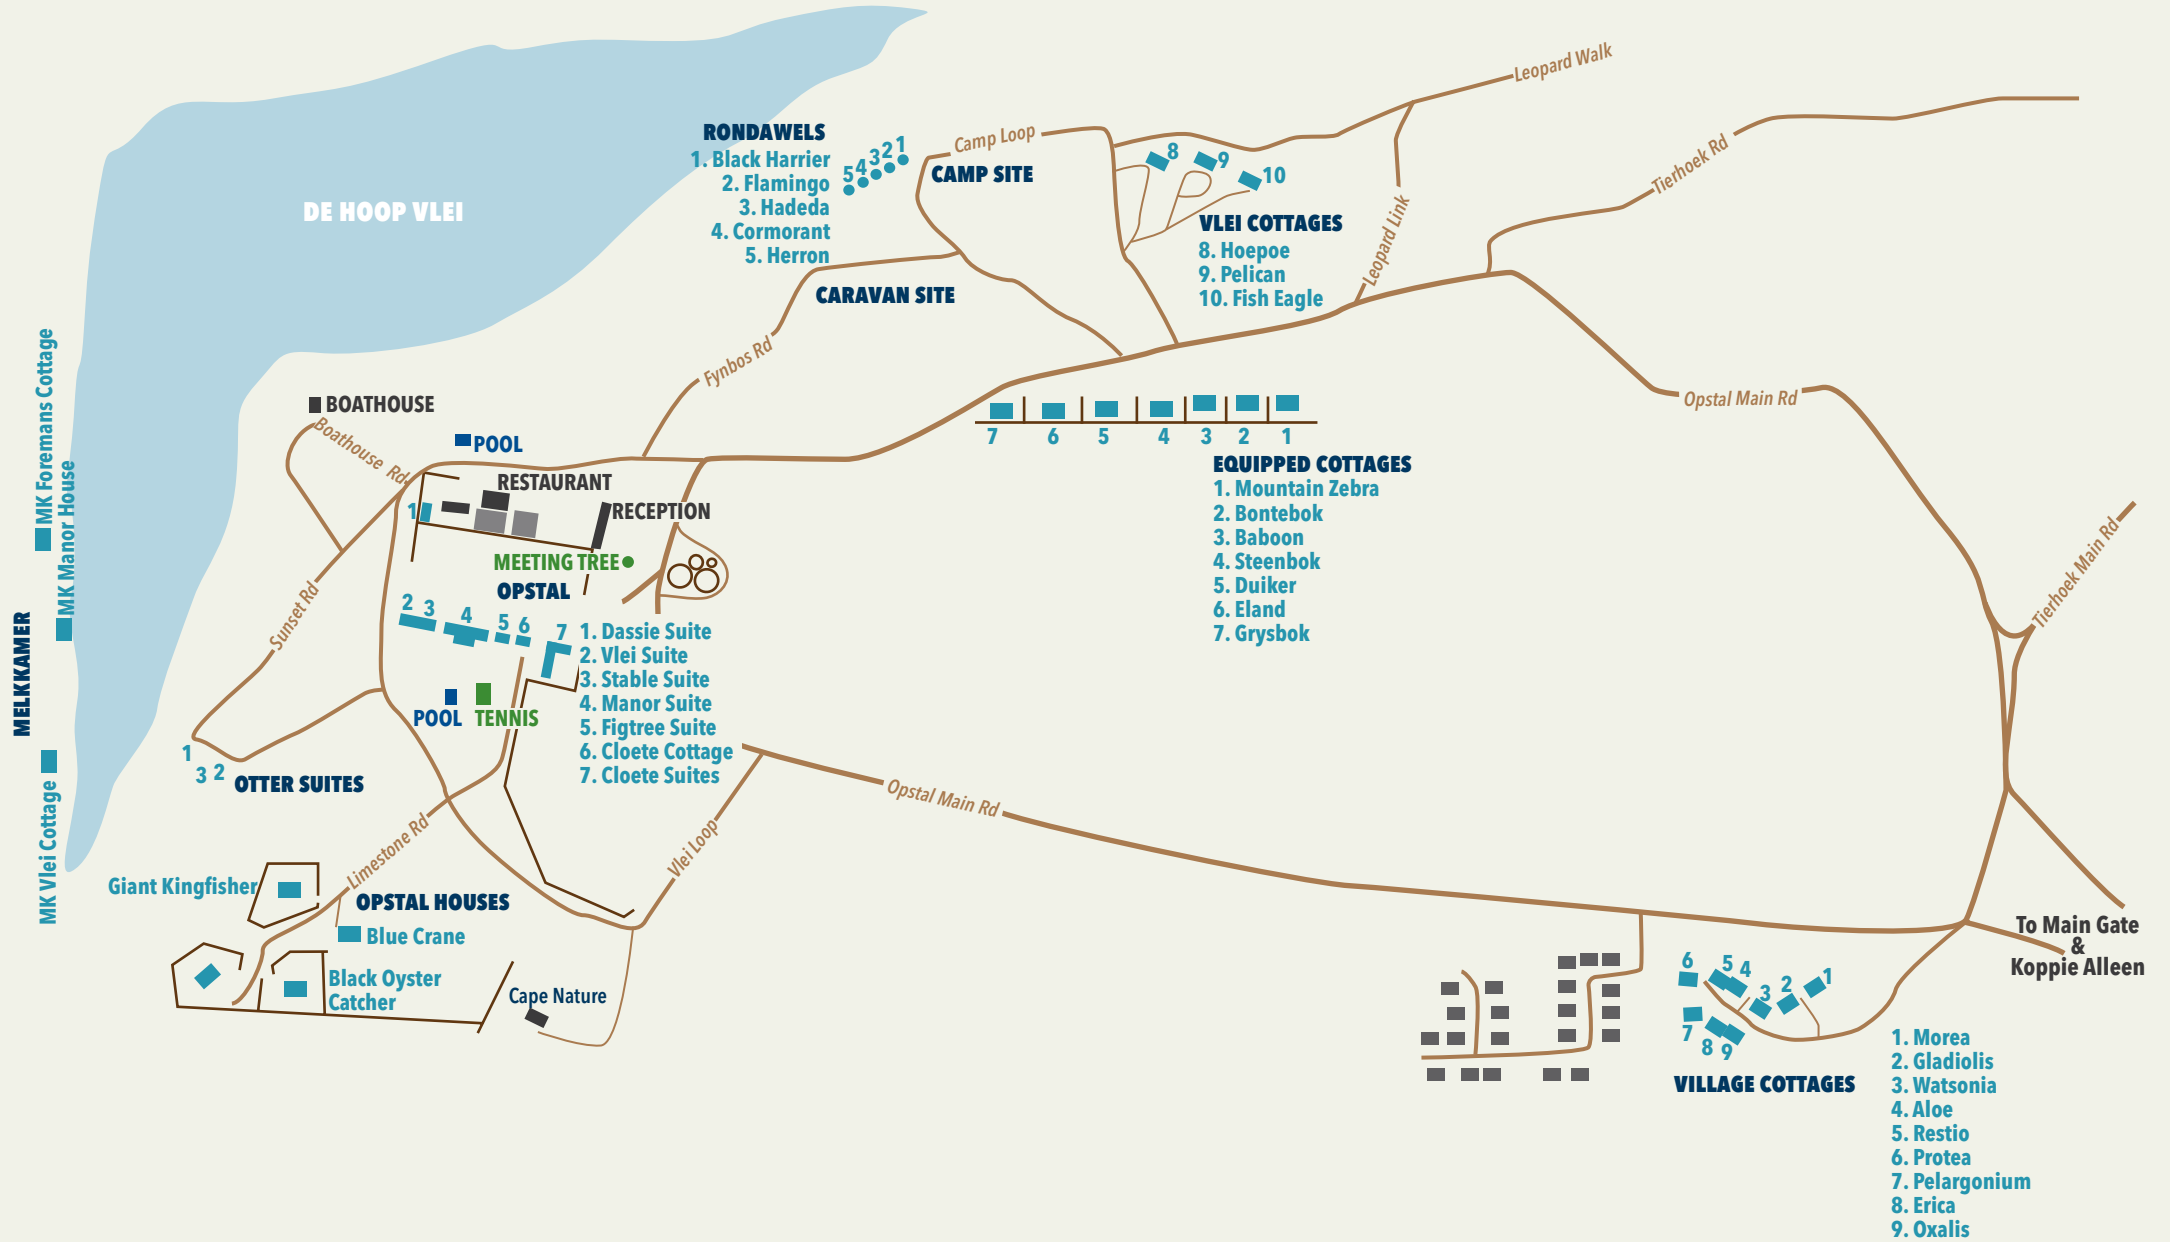 Leopard Walk
Tierhoek Rd
RONDAWELS
1. Black Harrier
2. Flamingo
3. Hadeda
4. Cormorant
5. Herron
5
4
3
2
1
Camp Loop
CAMP SITE
8
9
10
VLEI COTTAGES
8. Hoepoe
9. Pelican
10. Fish Eagle
Leopard Link
DE HOOP VLEI
CARAVAN SITE
Fynbos Rd
Opstal Main Rd
BOATHOUSE
Boathouse Rd
POOL
RESTAURANT
1
RECEPTION
MEETING TREE
OPSTAL
7
6
5
4
3
2
1
EQUIPPED COTTAGES
1. Mountain Zebra
2. Bontebok
3. Baboon
4. Steenbok
5. Duiker
6. Eland
7. Grysbok
Tierhoek Main Rd
MK Foremans Cottage
MK Manor House
MELKKAMER
MK Vlei Cottage
Sunset Rd
2
3
4
5
6
7
1. Dassie Suite
2. Vlei Suite
3. Stable Suite
4. Manor Suite
5. Figtree Suite
6. Cloete Cottage
7. Cloete Suites
POOL
TENNIS
1
3
2
OTTER SUITES
Opstal Main Rd
Vlei Loop
Limestone Rd
Giant Kingfisher
OPSTAL HOUSES
Blue Crane
Black Oyster
Catcher
Cape Nature
To Main Gate
&
Koppie Alleen
6
5
4
3
2
1
7
8
9
VILLAGE COTTAGES
1. Morea
2. Gladiolis
3. Watsonia
4. Aloe
5. Restio
6. Protea
7. Pelargonium
8. Erica
9. Oxalis